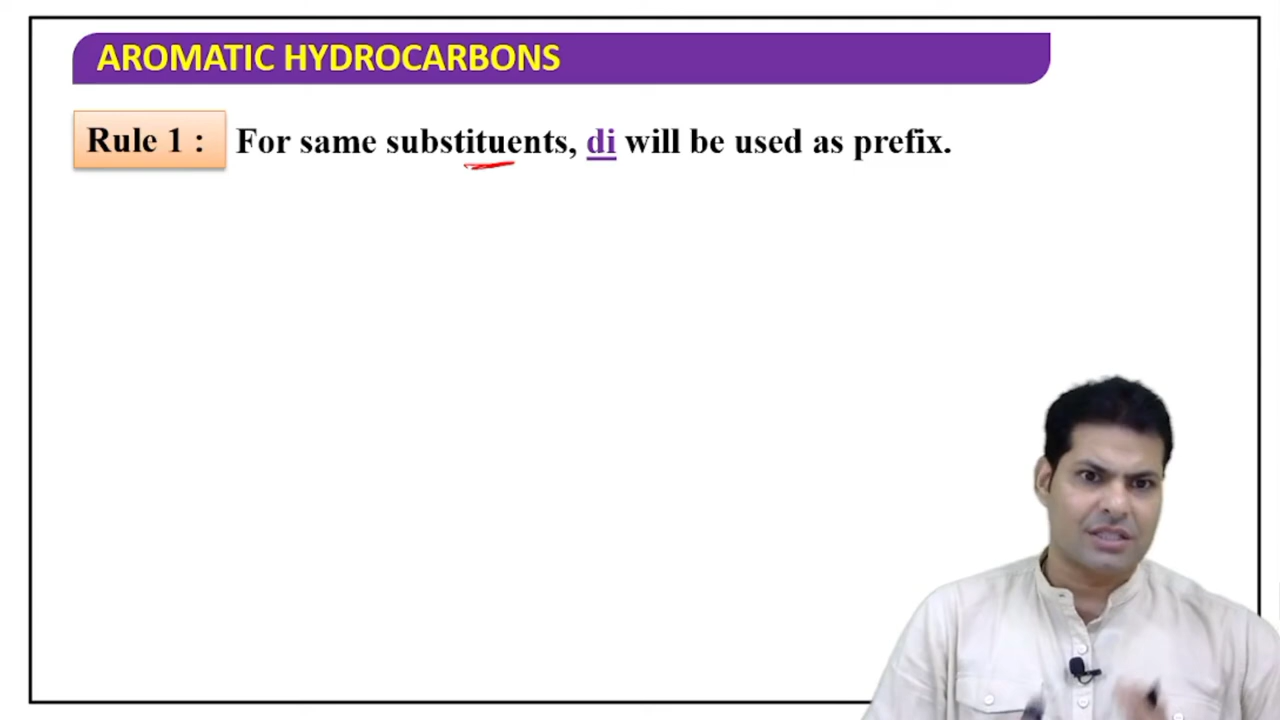 AROMATIC HYDROCARBONS
Rule 1 : For same substituents, di will be used as prefix.